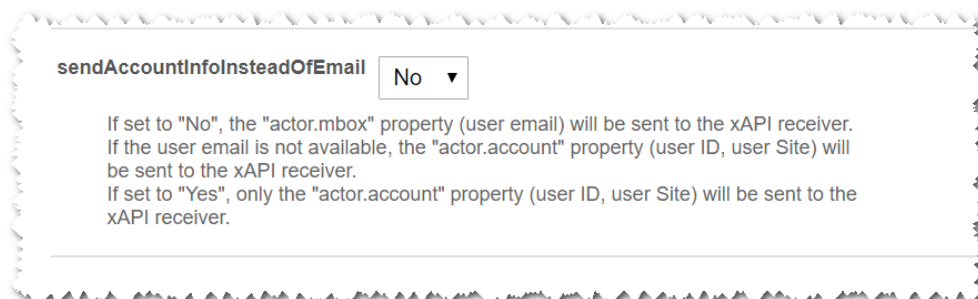 sendAccountInfoInsteadOfEmail No
If set to "No", the "actor.mbox" property (user email) will be sent to the xAPI receiver.
If the user email is not available, the "actor.account" property (user ID, user Site) will
be sent to the xAPI receiver.
If set to "Yes", only the "actor.account" property (user ID, user Site) will be sent to the
xAPI receiver.